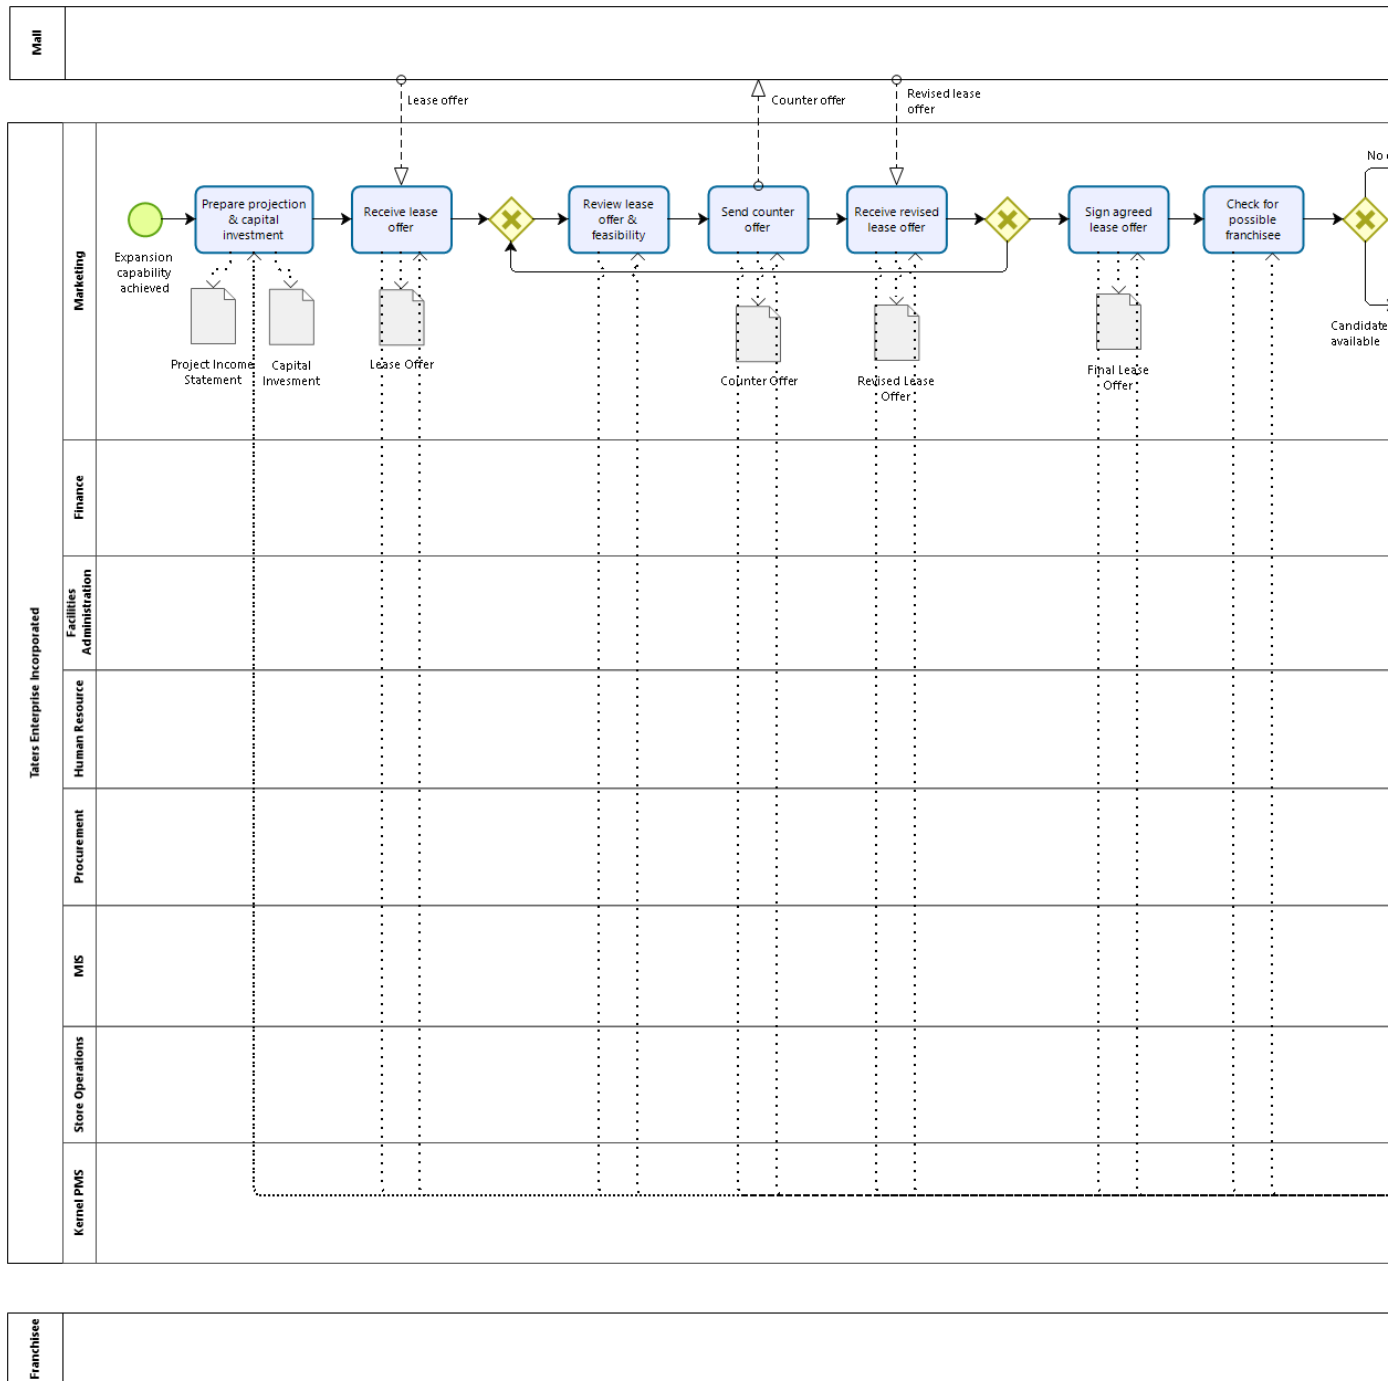 Mall
Lease offer
Counter offer
Revised lease
offer
Taters Enterprise Incorporated
Marketing
No
Expansion
capability
achieved
Prepare projection
& capital
investment
Receive lease
offer
Review lease
offer &
feasibility
Send counter
offer
Receive revised
lease offer
Sign agreed
lease offer
Check for
possible
franchisee
Candidate
available
Project Income
Statement
Capital
Invesment
Lease Offer
Counter Offer
Revised Lease
Offer
Final Lease
Offer
Finance
Facilities
Administration
Human Resource
Procurement
MIS
Store Operations
Kernel PMS
Franchisee